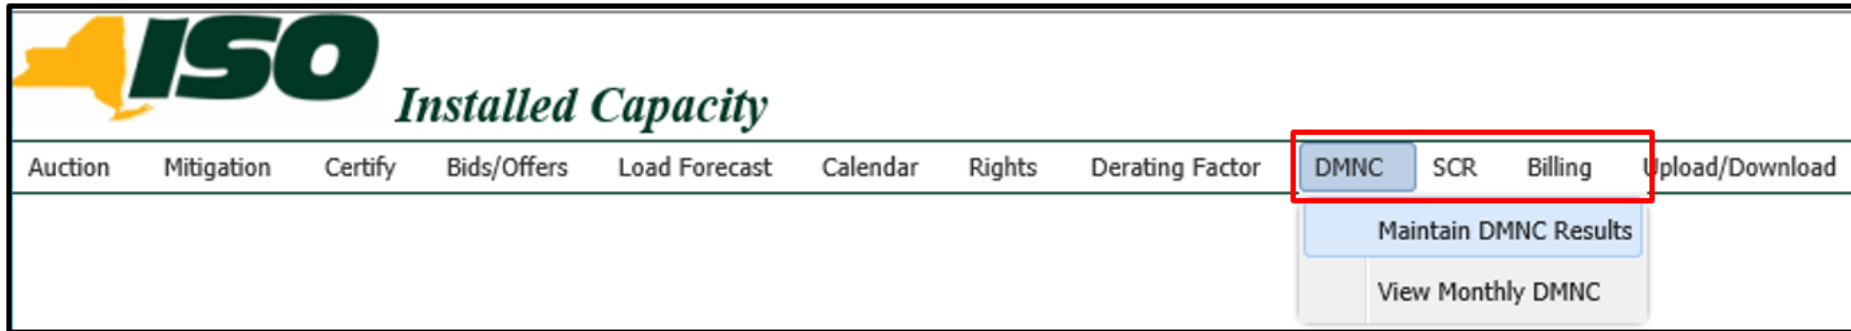 ISO
Installed Capacity
Auction Mitigation Certify Bids/Offers Load Forecast Calendar Rights Derating Factor DMNC SCR Billing Upload/Download
Maintain DMNC Results
View Monthly DMNC